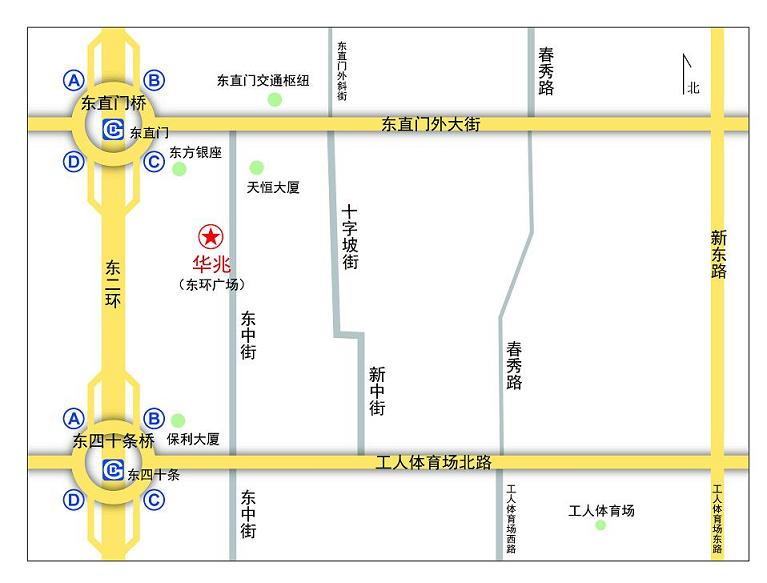 东直门外斜街
春秀路
北
A
B
东直门交通枢纽
东直门桥
东直门
东直门外大街
D
C
东方银座
天恒大厦
十字坡街
新东路
华兆
（东环广场）
东二环
东中街
春秀路
新中街
A
B
保利大厦
东四十条桥
工人体育场北路
东四十条
D
C
东中街
工人体育场西路
工人体育场
工人体育场东路